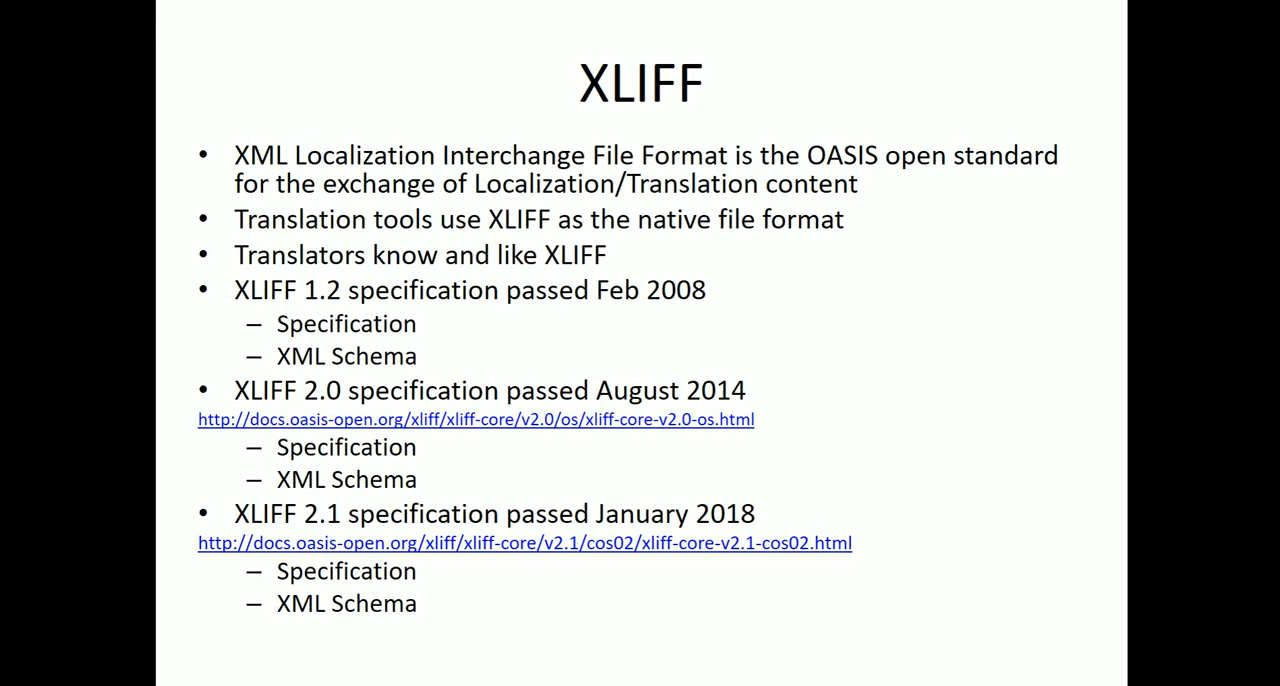 XLIFF
• XML Localization Interchange File Format is the OASIS open standard
for the exchange of Localization/Translation content
• Translation tools use XLIFF as the native file format
• Translators know and like XLIFF
• XLIFF 1.2 specification passed Feb 2008
– Specification
– XML Schema
• XLIFF 2.0 specification passed August 2014
http://docs.oasis-open.org/xliff/xliff-core/v2.0/os/xliff-core-v2.0-os.html
– Specification
– XML Schema
• XLIFF 2.1 specification passed January 2018
http://docs.oasis-open.org/xliff/xliff-core/v2.1/cos02/xliff-core-v2.1-cos02.html
– Specification
– XML Schema